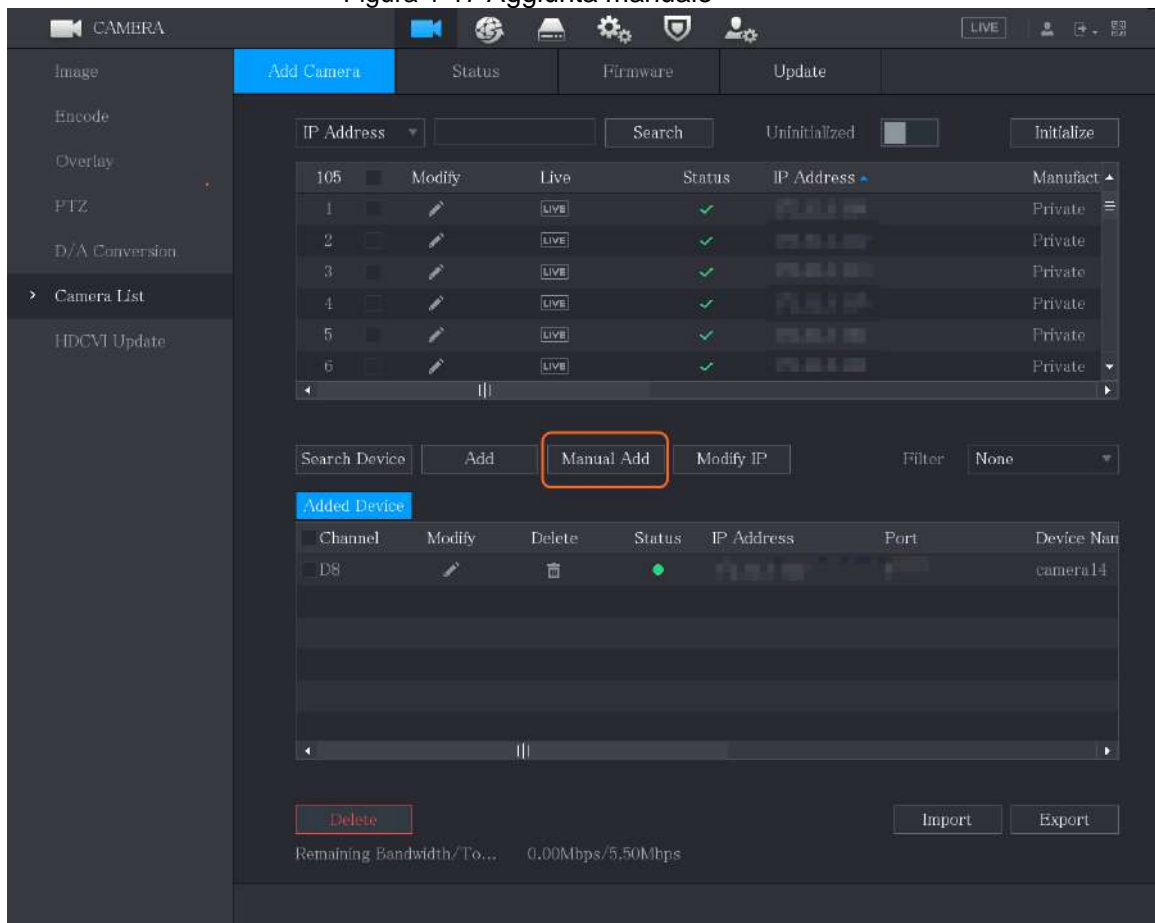 CAMERA LIVE
Image Add Camera Status Firmware Update
Encode
IP Address Search Uninitialized Initialize
Overlay
105 Modify Live Status IP Address Manufact
PTZ
1 LIVE Private
2 LIVE Private
D/A Conversion
3 LIVE Private
Camera List
4 LIVE Private
5 LIVE Private
HDCVI Update
6 LIVE Private
Search Device Add Manual Add Modify IP Filter None
Added Device
Channel Modify Delete Status IP Address Port Device Nam
D8 camera14
Delete Import Export
Remaining Bandwidth/To... 0.00Mbps/5.50Mbps